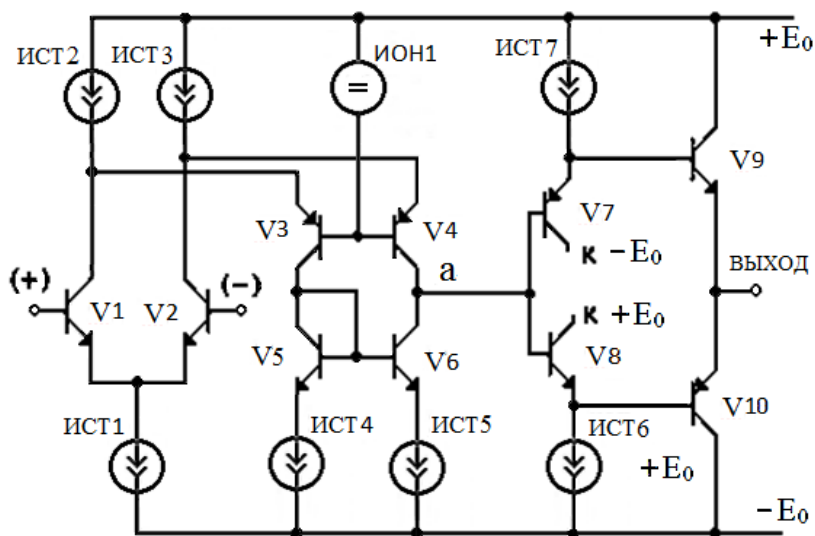 ИСТ2
ИСТ3
ИОН1
ИСТ7
+E₀
V9
V3
V4
V7
к −E₀
а
ВЫХОД
(+)
V1
V2
(−)
к +E₀
V5
V6
V8
V10
ИСТ1
ИСТ4
ИСТ5
ИСТ6
+E₀
−E₀